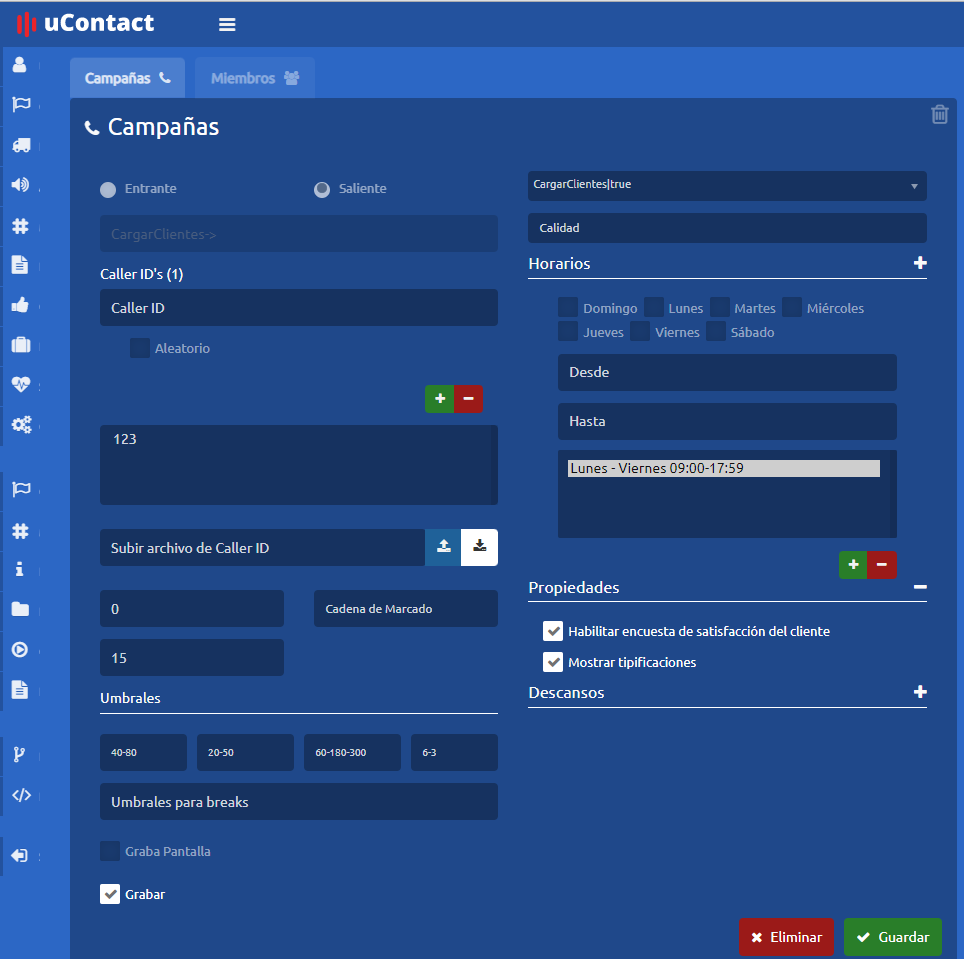 uContact
Campañas
Miembros
Campañas
Entrante
Saliente
CargarClientes->
Caller ID's (1)
Caller ID
Aleatorio
123
Subir archivo de Caller ID
0
Cadena de Marcado
15
Umbrales
40-80
20-50
60-180-300
6-3
Umbrales para breaks
Graba Pantalla
Grabar
CargarClientes|true
Calidad
Horarios
Domingo Lunes Martes Miércoles
Jueves Viernes Sábado
Desde
Hasta
Lunes - Viernes 09:00-17:59
Propiedades
Habilitar encuesta de satisfacción del cliente
Mostrar tipificaciones
Descansos
Eliminar
Guardar